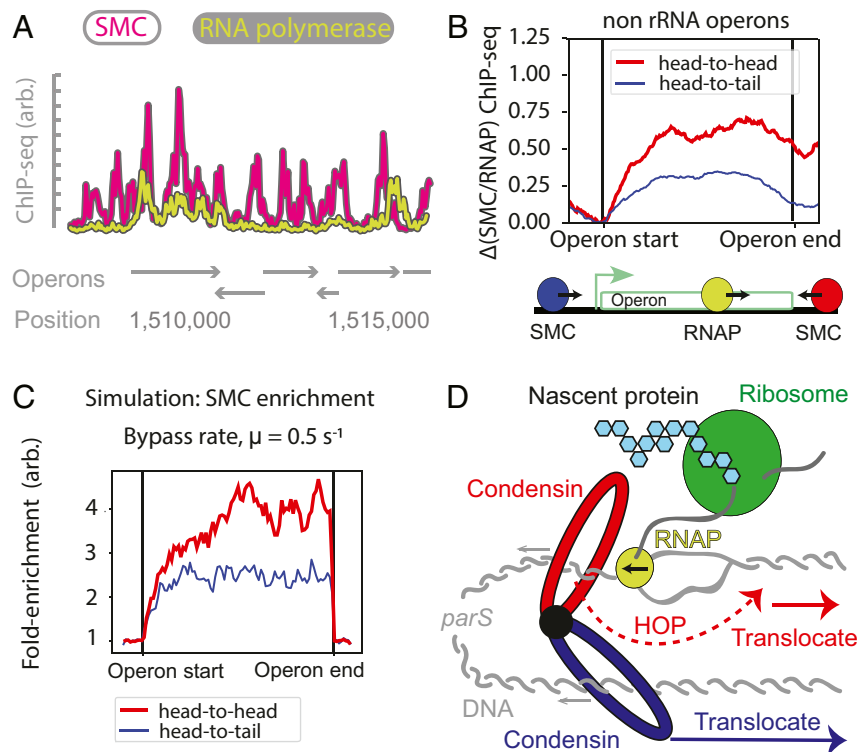 A
SMC
RNA polymerase
ChIP-seq (arb.)
Operons
Position
1,510,000
1,515,000
B
non rRNA operons
Δ(SMC/RNAP) ChIP-seq
1.25
1.00
0.75
0.50
0.25
0.00
head-to-head
head-to-tail
Operon start
Operon end
Operon
SMC
RNAP
SMC
C
Simulation: SMC enrichment
Bypass rate, μ = 0.5 s⁻¹
Fold-enrichment (arb.)
4
3
2
1
Operon start
Operon end
head-to-head
head-to-tail
D
Nascent protein
Ribosome
Condensin
RNAP
parS
HOP
Translocate
DNA
Condensin
Translocate